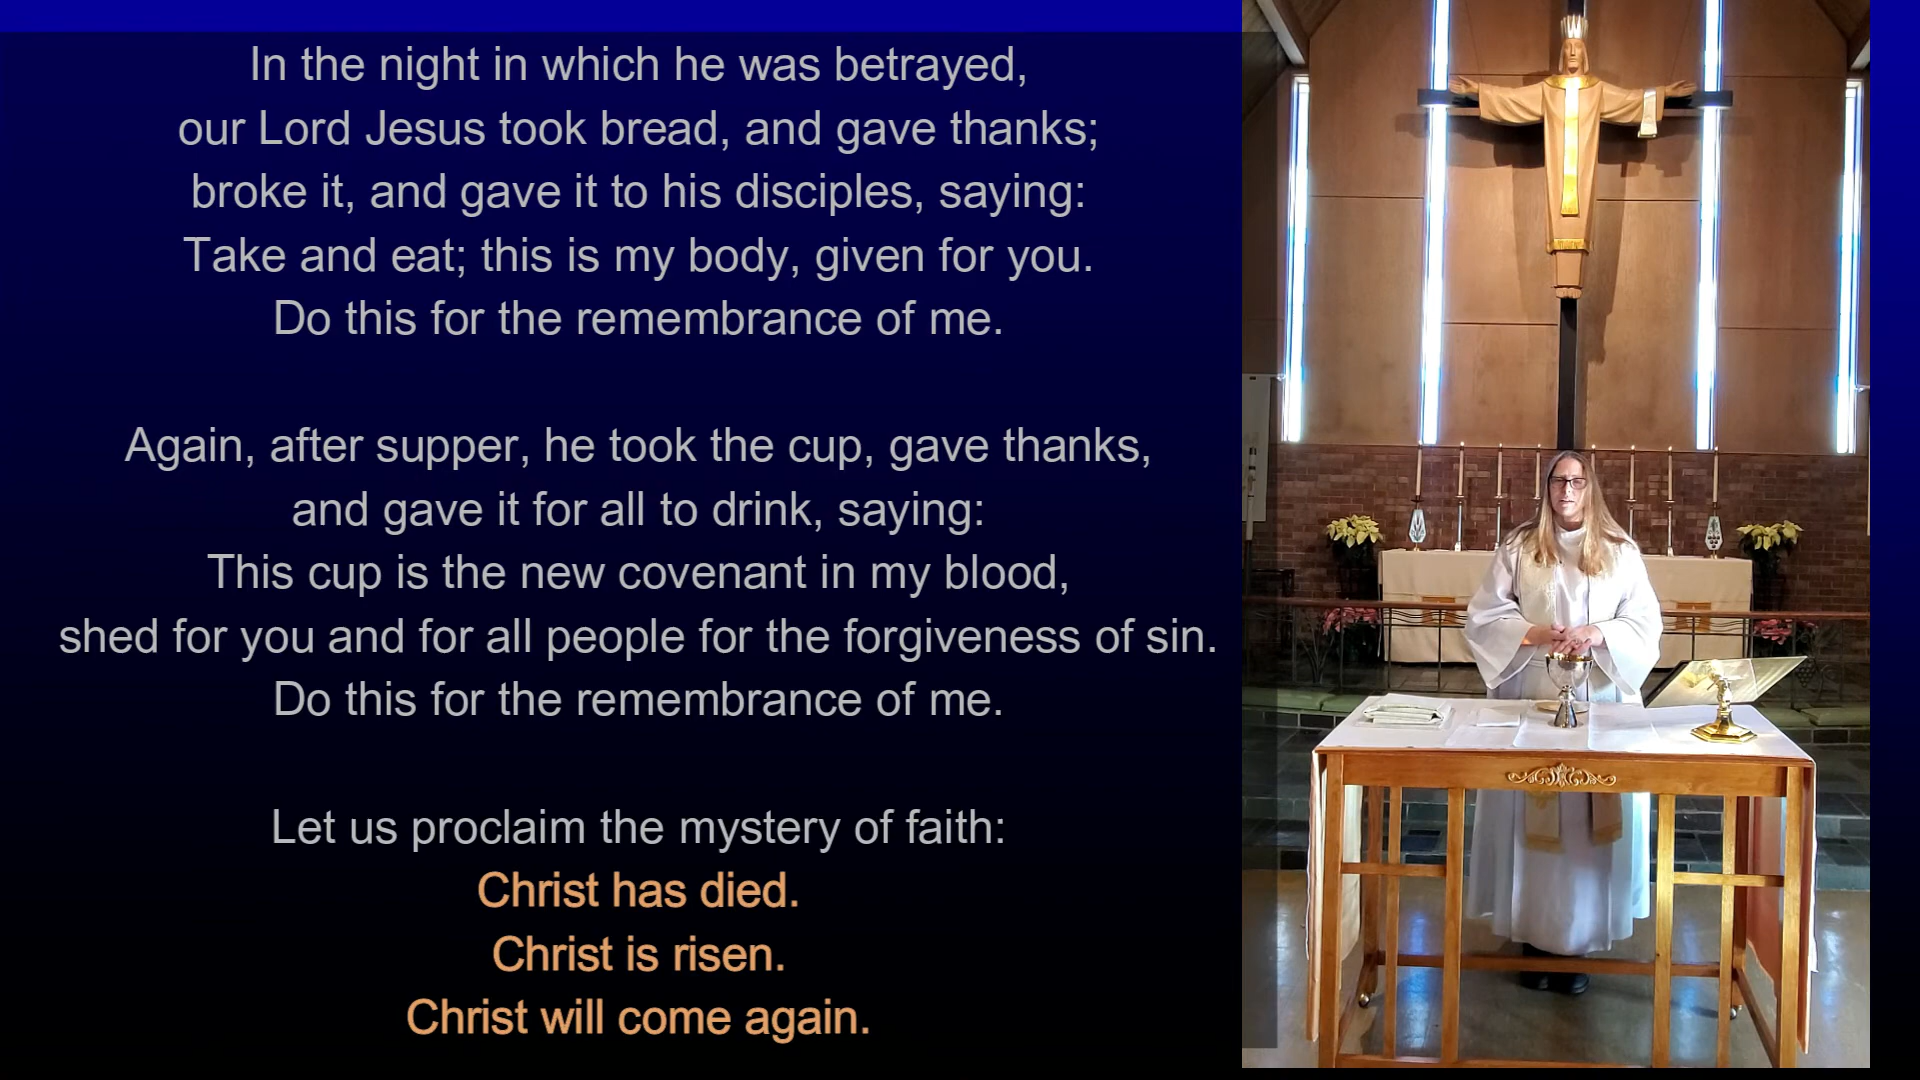 In the night in which he was betrayed,
our Lord Jesus took bread, and gave thanks;
broke it, and gave it to his disciples, saying:
Take and eat; this is my body, given for you.
Do this for the remembrance of me.
Again, after supper, he took the cup, gave thanks,
and gave it for all to drink, saying:
This cup is the new covenant in my blood,
shed for you and for all people for the forgiveness of sin.
Do this for the remembrance of me.
Let us proclaim the mystery of faith:
Christ has died.
Christ is risen.
Christ will come again.